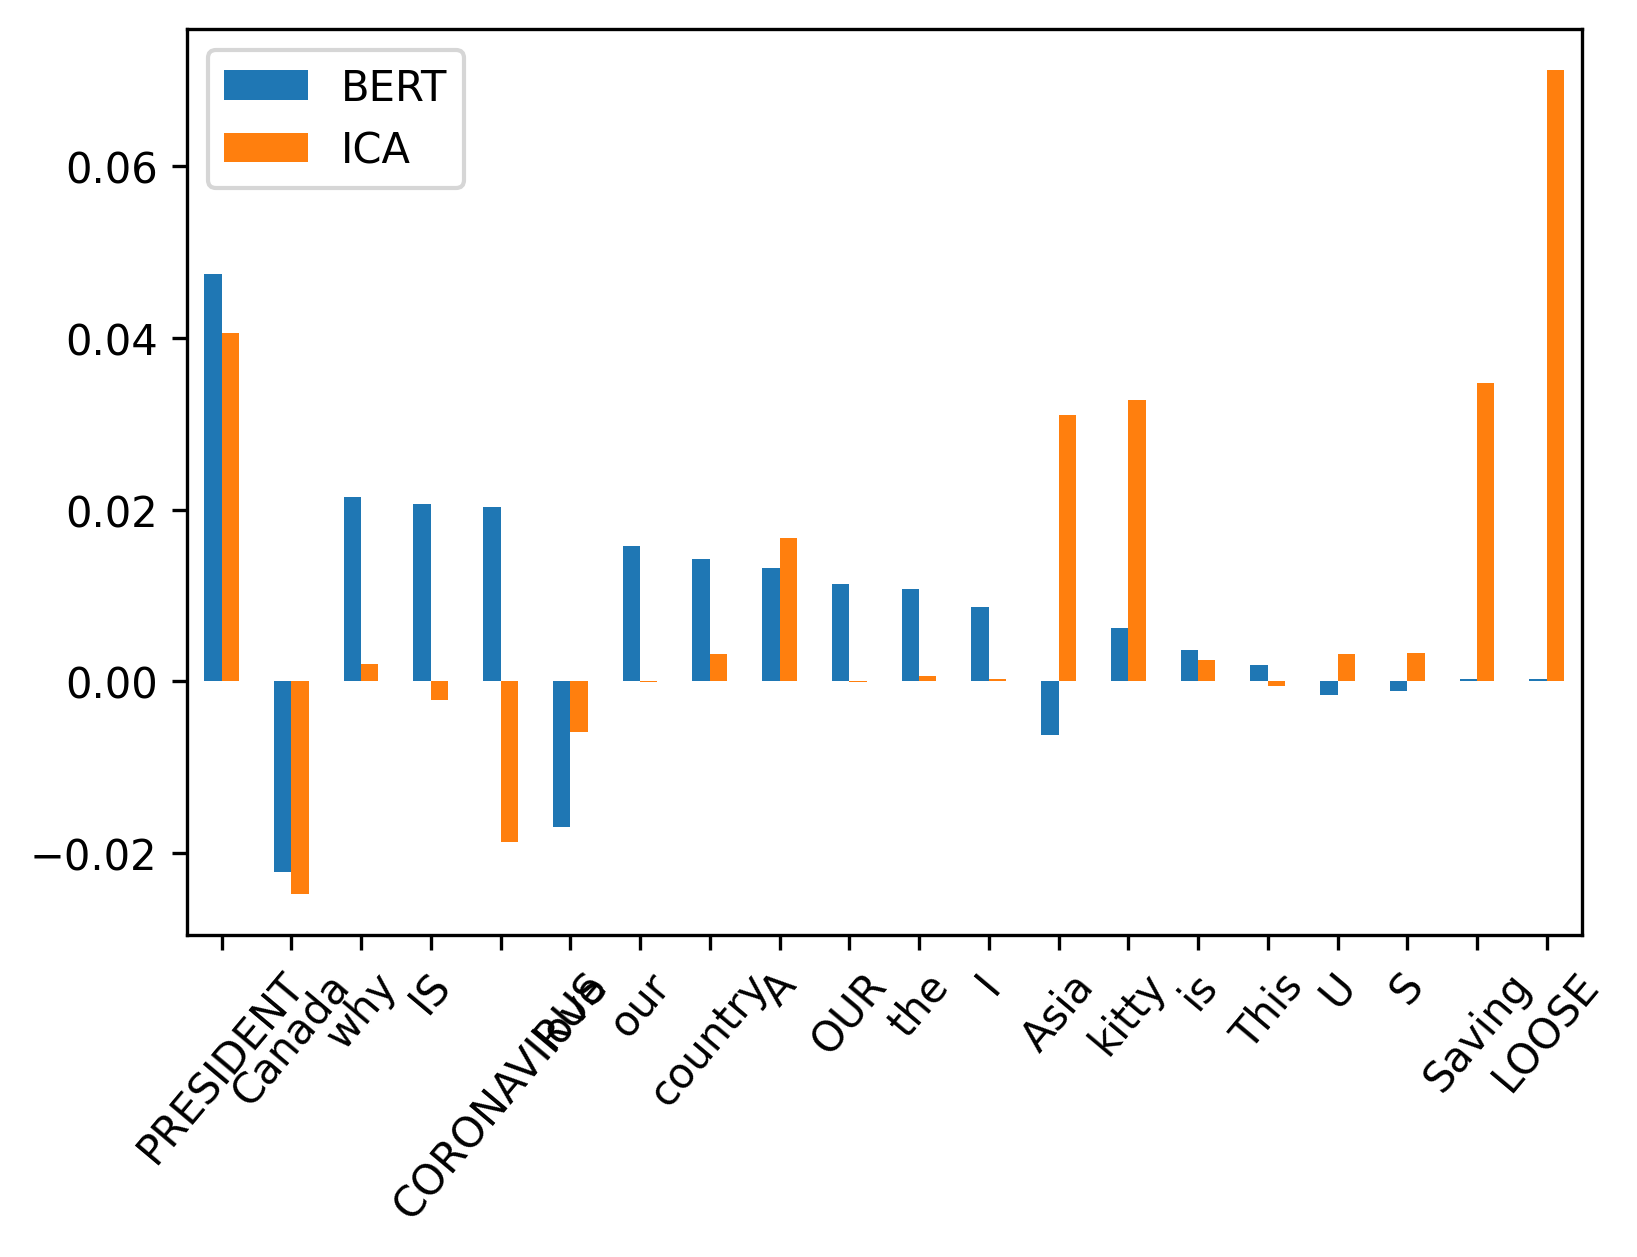 BERT
ICA
0.06
0.04
0.02
0.00
−0.02
PRESIDENT
Canada
why
IS
CORONAVIRUS
love
our
country
A
OUR
the
I
Asia
kitty
is
This
U
S
Saving
LOOSE